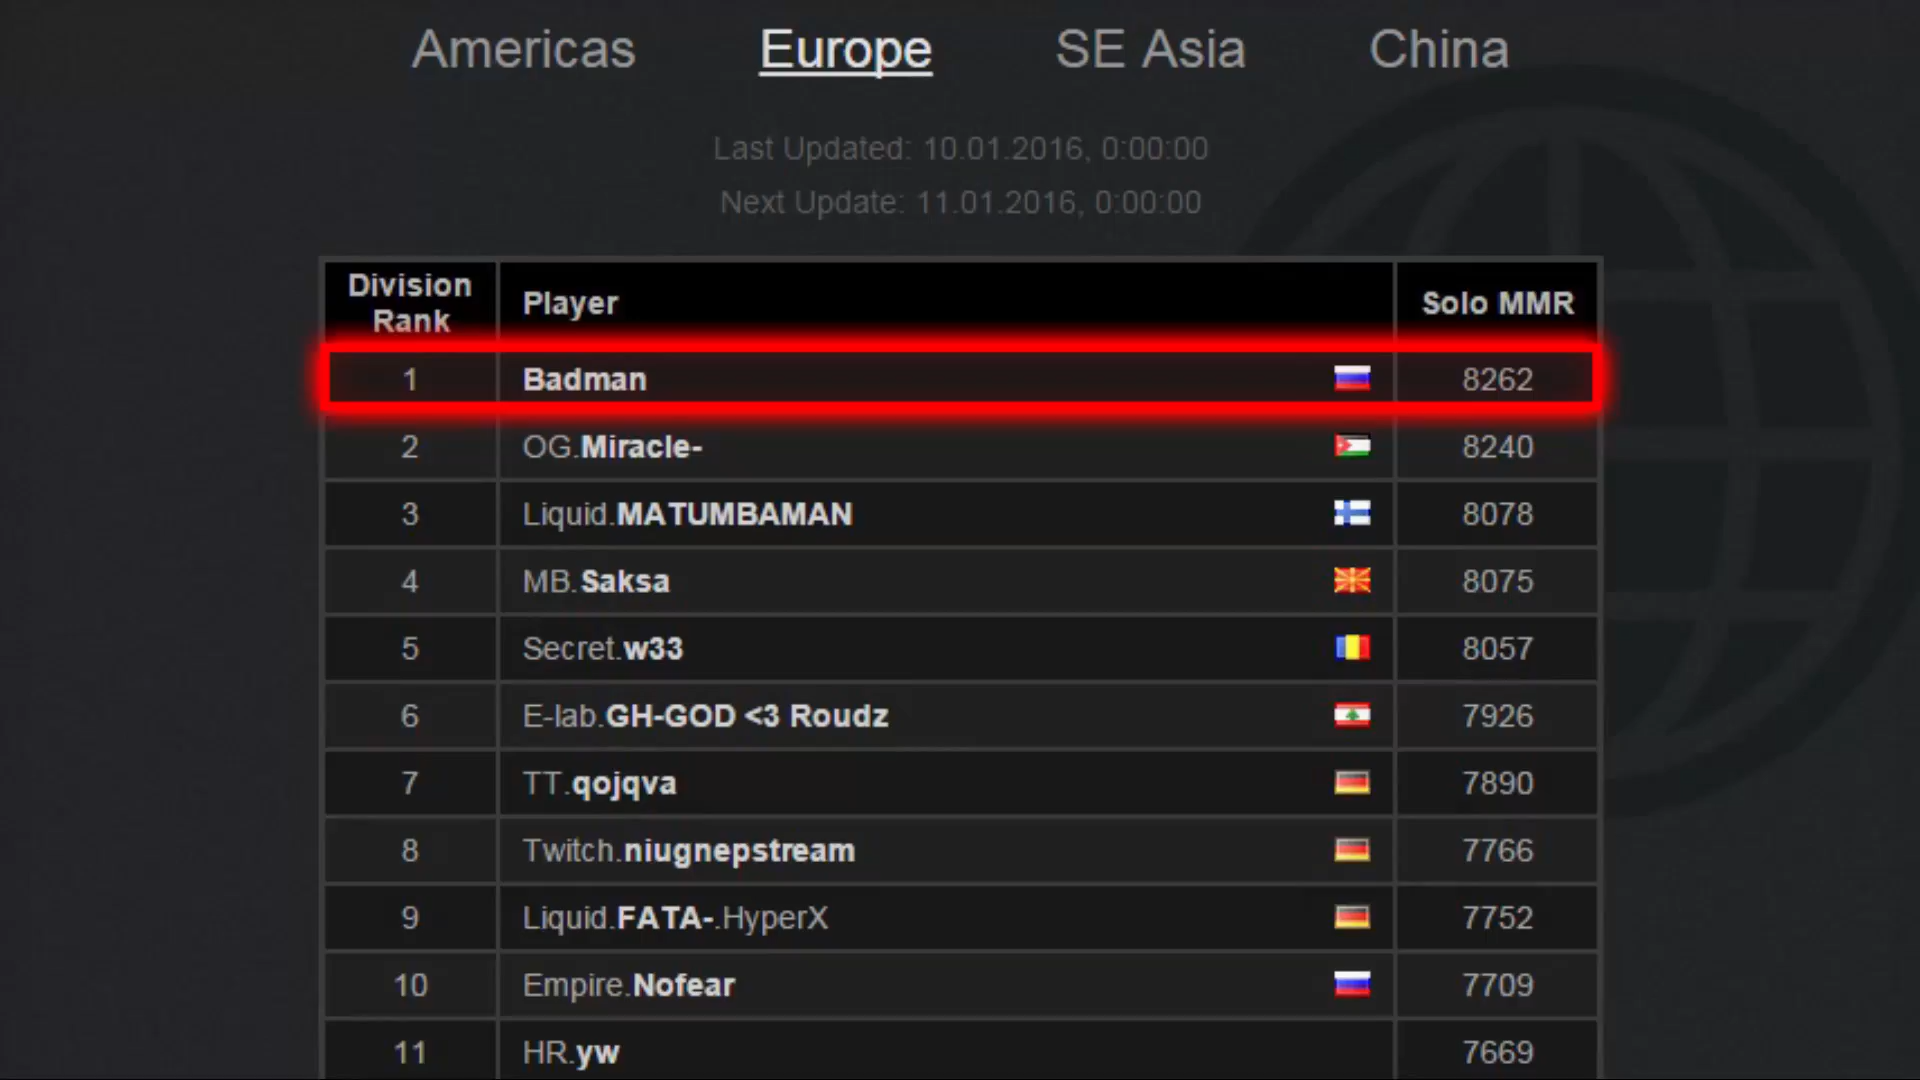 Americas Europe SE Asia China
Last Updated: 10.01.2016, 0:00:00
Next Update: 11.01.2016, 0:00:00
Division Rank Player Solo MMR
1 Badman 8262
2 OG.Miracle- 8240
3 Liquid.MATUMBAMAN 8078
4 MB.Saksa 8075
5 Secret.w33 8057
6 E-lab.GH-GOD <3 Roudz 7926
7 TT.qojqva 7890
8 Twitch.niugnepstream 7766
9 Liquid.FATA-.HyperX 7752
10 Empire.Nofear 7709
11 HR.yw 7669